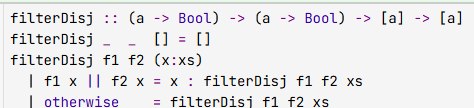 filterDisj :: (a -> Bool) -> (a -> Bool) -> [a] -> [a]
filterDisj _  _  [] = []
filterDisj f1 f2 (x:xs)
  | f1 x || f2 x = x : filterDisj f1 f2 xs
  | otherwise    = filterDisj f1 f2 xs